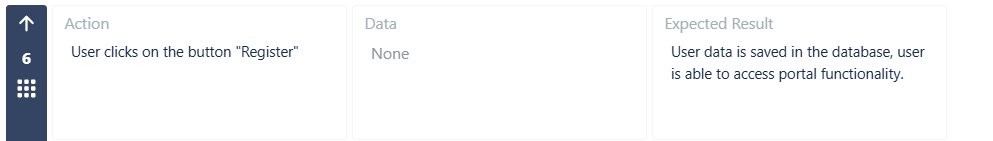 6
Action
User clicks on the button "Register"
Data
None
Expected Result
User data is saved in the database, user
is able to access portal functionality.